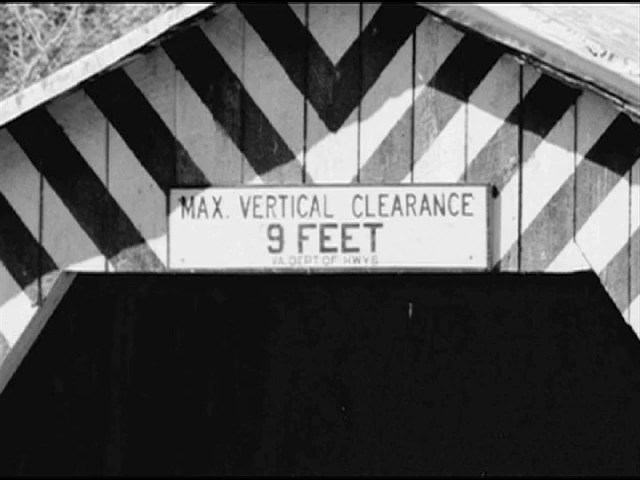 MAX. VERTICAL CLEARANCE
9 FEET
VA. DEPT. OF HWYS.